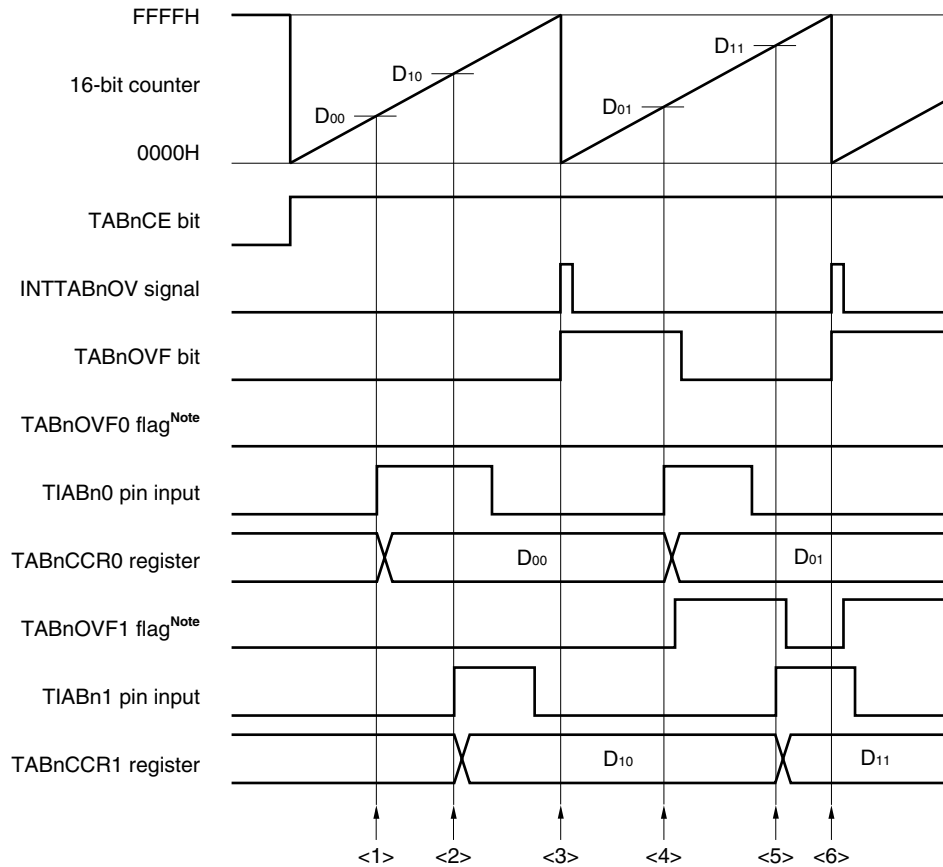 FFFFH
D11
D10
16-bit counter
D01
D00
0000H
TABnCE bit
INTTABnOV signal
TABnOVF bit
TABnOVF0 flagNote
TIABn0 pin input
TABnCCR0 register D00 D01
TABnOVF1 flagNote
TIABn1 pin input
TABnCCR1 register D10 D11
<1> <2> <3> <4> <5> <6>